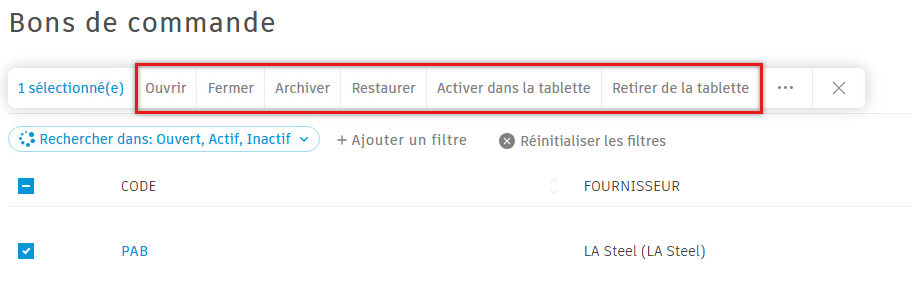 Bons de commande
1 sélectionné(e) Ouvrir Fermer Archiver Restaurer Activer dans la tablette Retirer de la tablette ...
Rechercher dans: Ouvert, Actif, Inactif + Ajouter un filtre Réinitialiser les filtres
CODE FOURNISSEUR
PAB LA Steel (LA Steel)